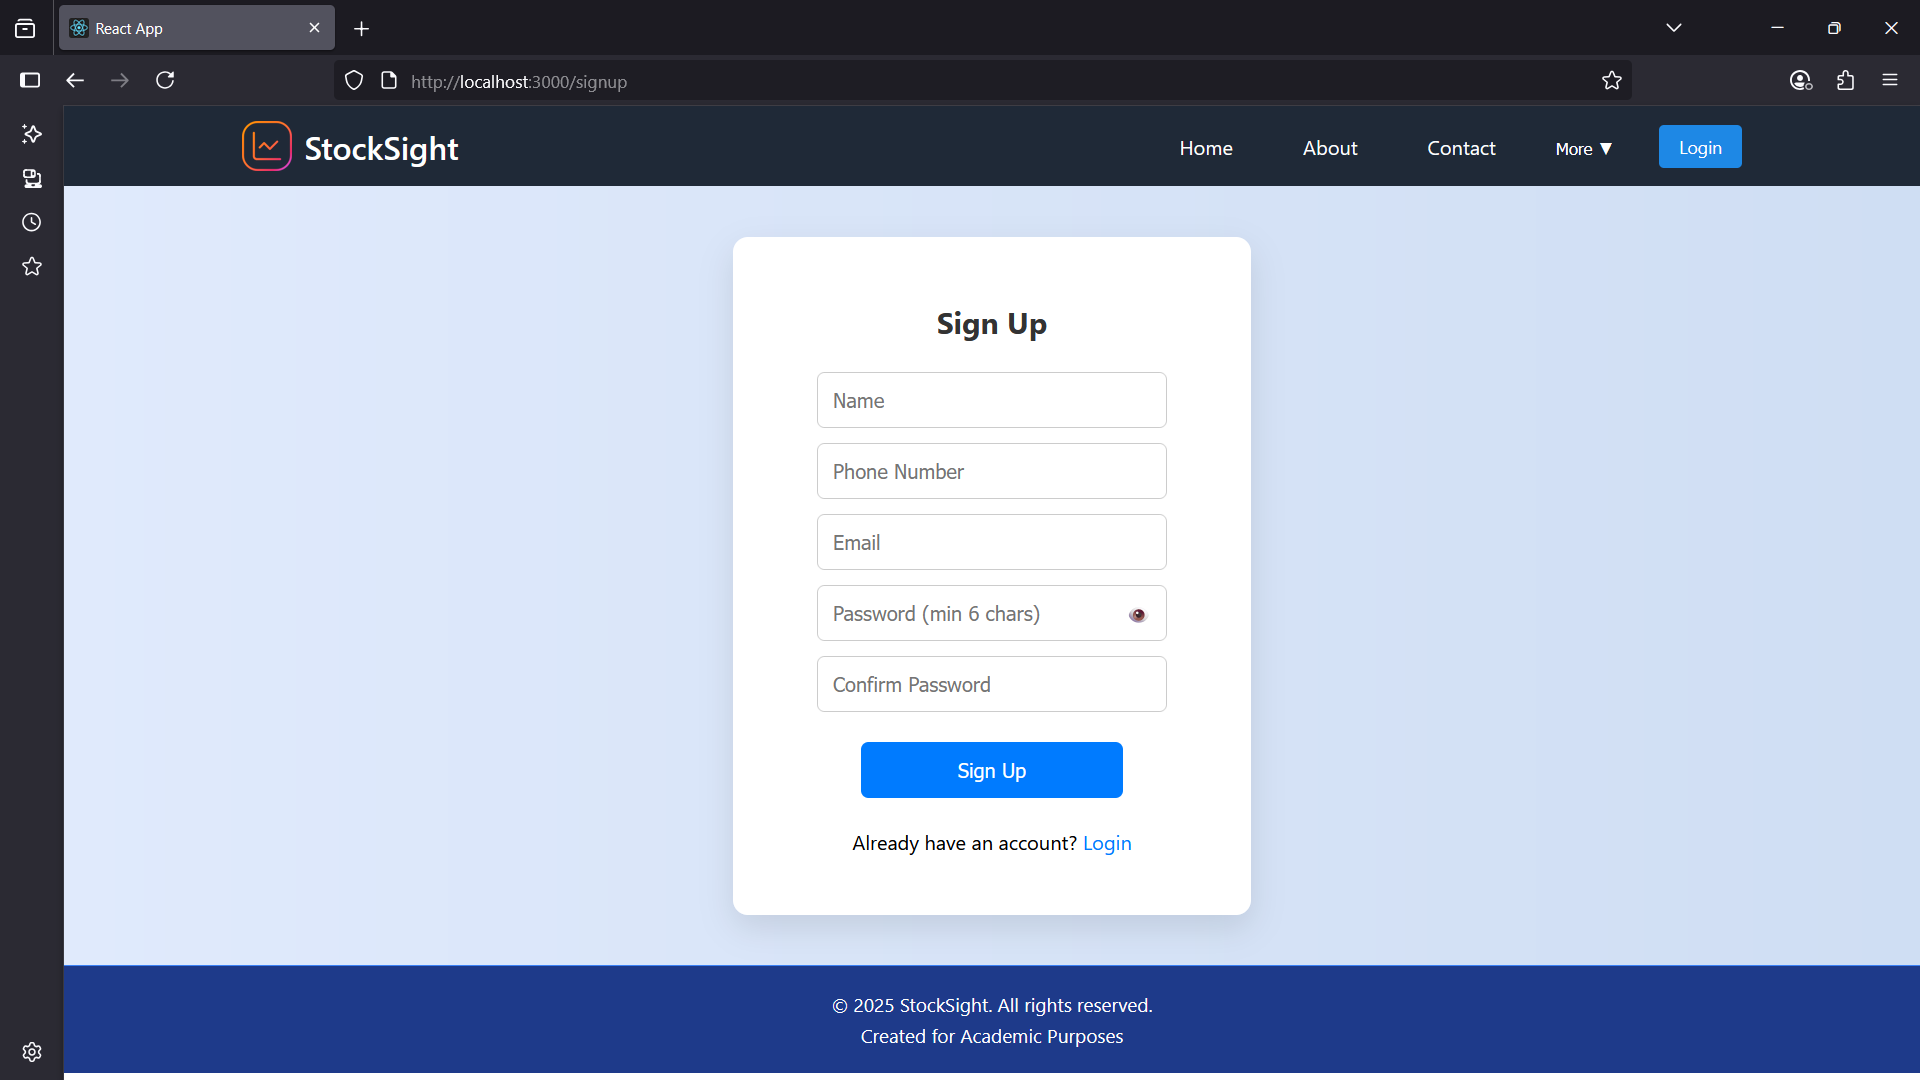 React App
http://localhost:3000/signup
StockSight
Home
About
Contact
More ▼
Login
Sign Up
Name
Phone Number
Email
Password (min 6 chars)
Confirm Password
Sign Up
Already have an account? Login
© 2025 StockSight. All rights reserved.
Created for Academic Purposes